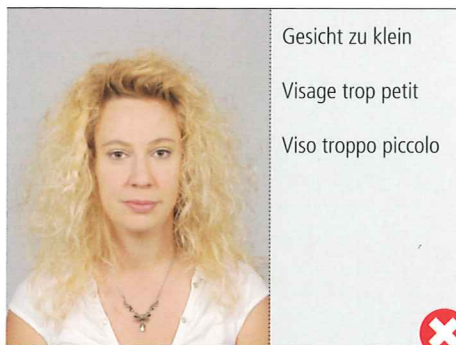 Gesicht zu klein
Visage trop petit
Viso troppo piccolo